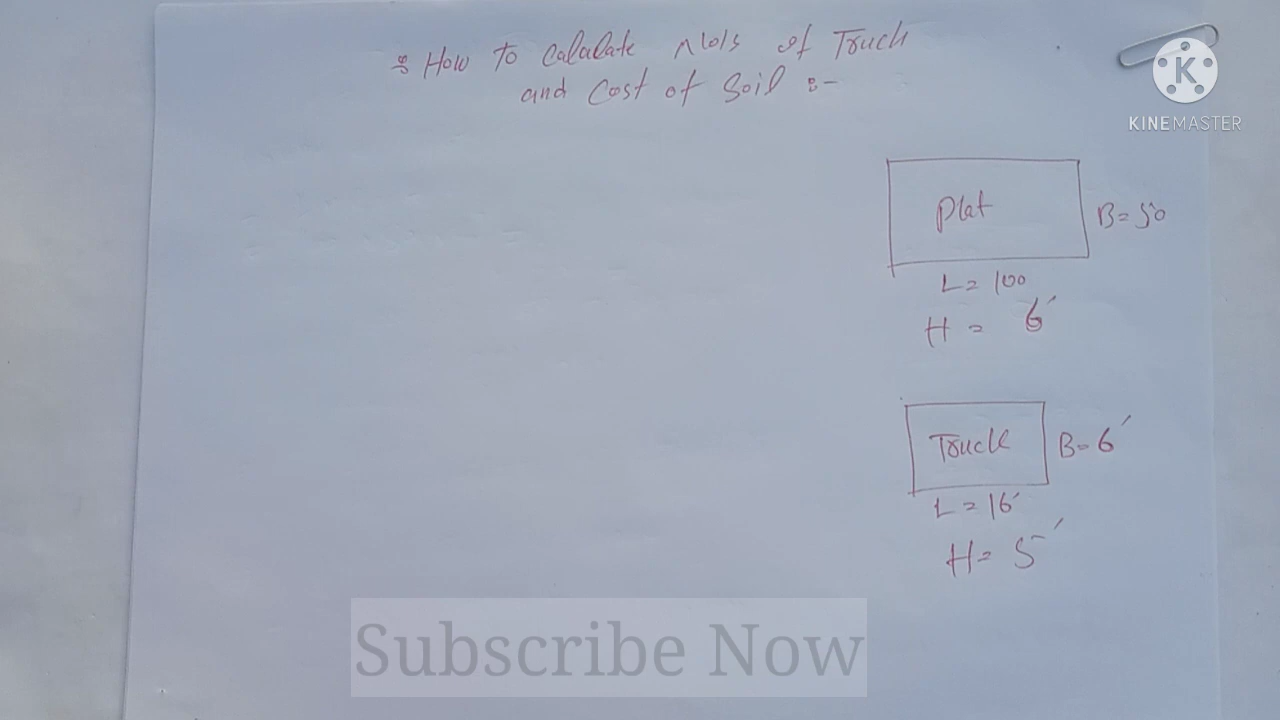 How to Calculate No's of Truck
and Cost of Soil :-
K
KINEMASTER
Plot
B = 50
L = 100
H = 6'
Truck
B = 6'
L = 16'
H = 5'
Subscribe Now